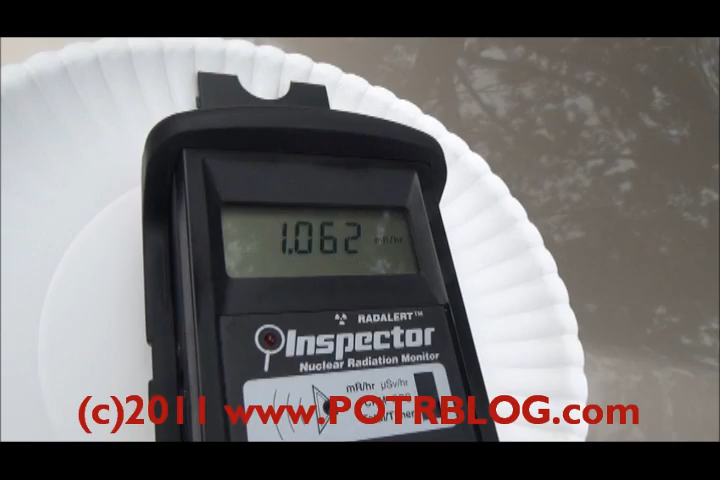 1.062 mR/hr
RADALERT™
Inspector
Nuclear Radiation Monitor
mR/hr µSv/hr
(c)2011 www.POTRBLOG.com